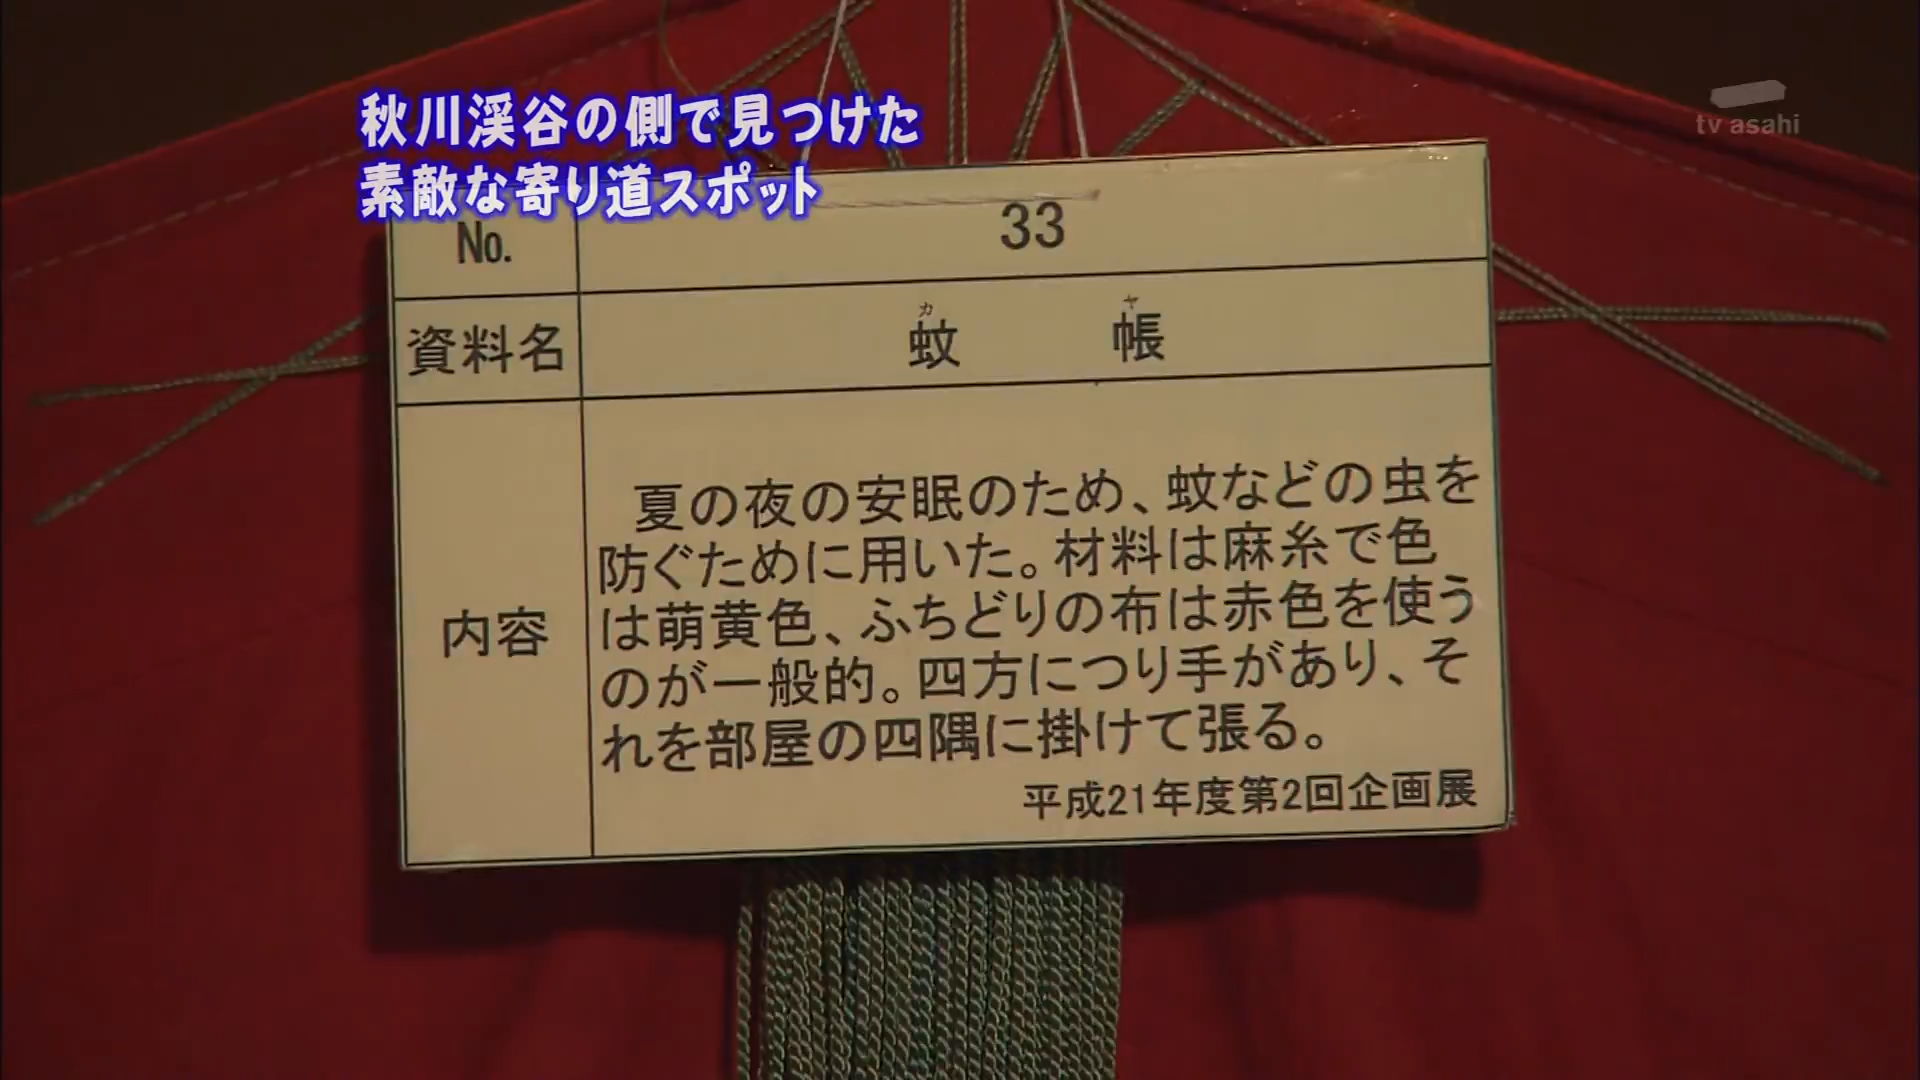 秋川渓谷の側で見つけた
素敵な寄り道スポット
tv asahi
No. 33
資料名 蚊帳
カ ヤ
内容
夏の夜の安眠のため、蚊などの虫を
防ぐために用いた。材料は麻糸で色
は萌黄色、ふちどりの布は赤色を使う
のが一般的。四方につり手があり、そ
れを部屋の四隅に掛けて張る。
平成21年度第2回企画展